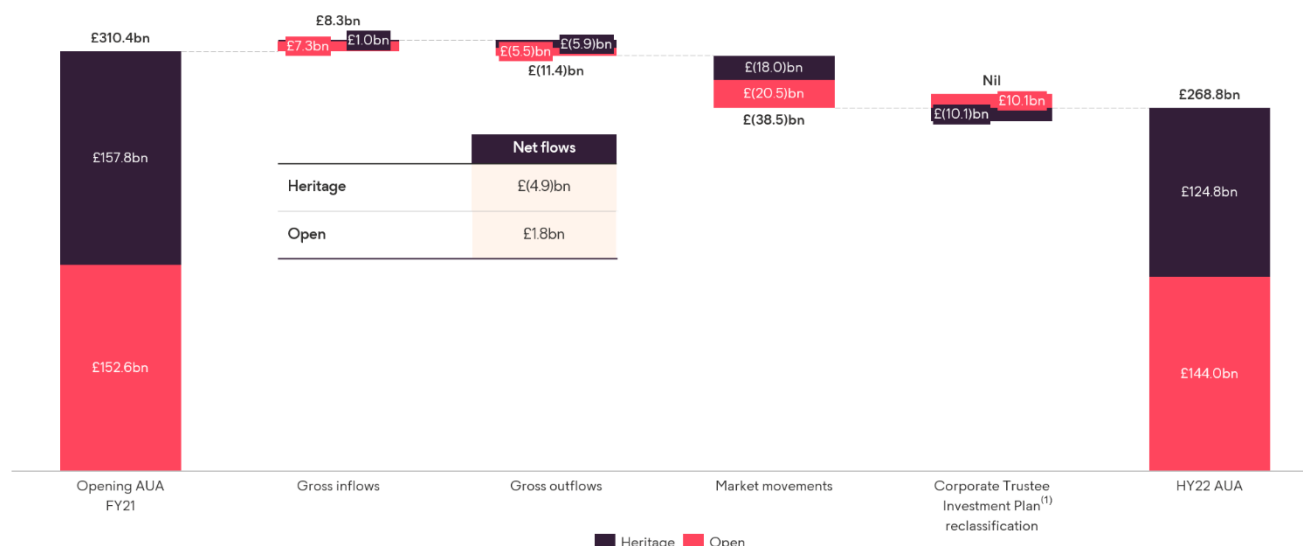 £310.4bn
£157.8bn
£152.6bn
£8.3bn
£7.3bn
£1.0bn
£(5.5)bn
£(5.9)bn
£(11.4)bn
£(18.0)bn
£(20.5)bn
£(38.5)bn
Nil
£10.1bn
£(10.1)bn
£268.8bn
£124.8bn
£144.0bn
Net flows
Heritage £(4.9)bn
Open £1.8bn
Opening AUA
FY21
Gross inflows
Gross outflows
Market movements
Corporate Trustee
Investment Plan(1)
reclassification
HY22 AUA
Heritage Open